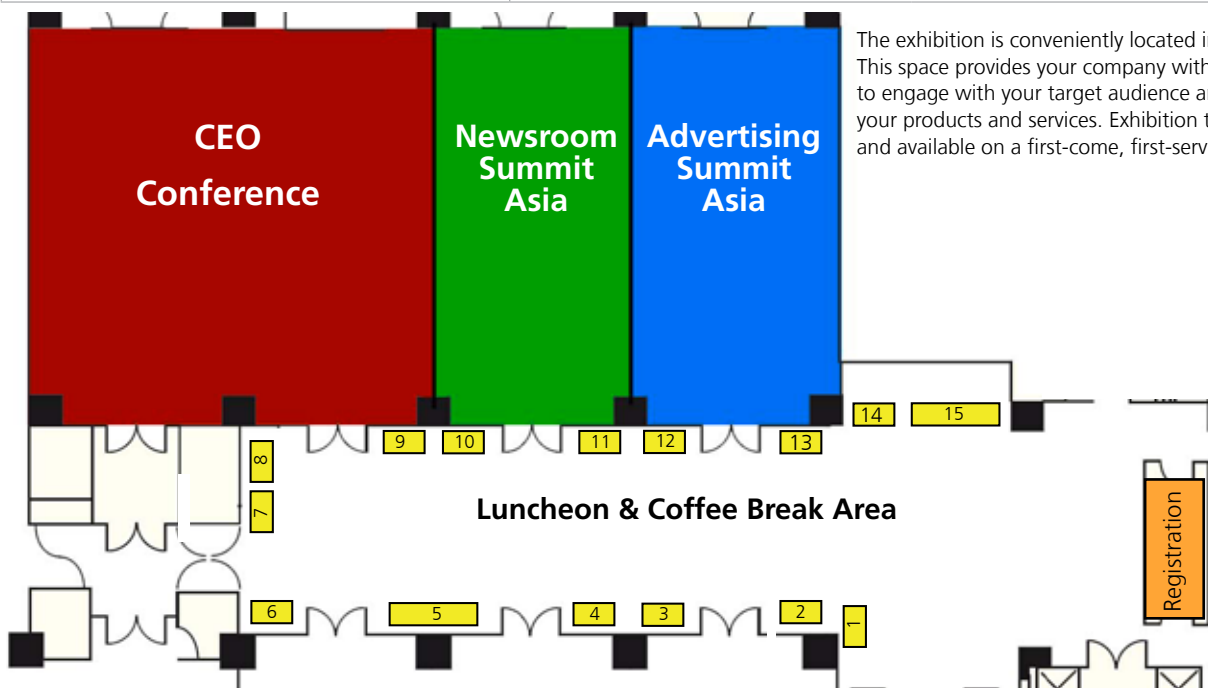 The exhibition is conveniently located
This space provides your company with
to engage with your target audience
your products and services. Exhibition
and available on a first-come,
CEO
Conference
Newsroom
Summit
Asia
Advertising
Summit
Asia
14
15
9
10
11
12
13
8
7
Luncheon & Coffee Break Area
Registration
6
5
4
3
2
1